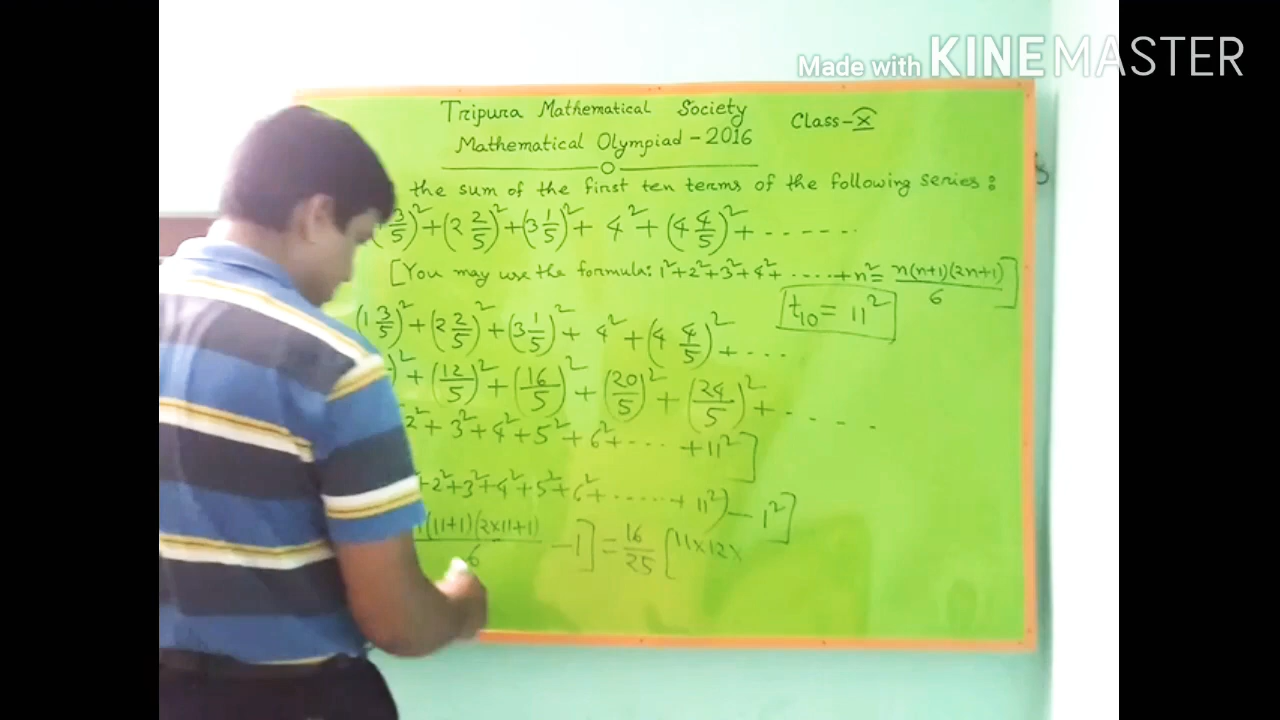 Made with KINEMASTER
Tripura Mathematical Society
Class-X
Mathematical Olympiad - 2016
the sum of the first ten terms of the following series:
3/5)² + (2 2/5)² + (3 1/5)² + 4² + (4 4/5)² + ......
[You may use the formula: 1² + 2² + 3² + 4² + ..... + n² = n(n+1)(2n+1)/6]
t₁₀ = 11²
(1 3/5)² + (2 2/5)² + (3 1/5)² + 4² + (4 4/5)² + ...
)² + (12/5)² + (16/5)² + (20/5)² + (24/5)² + .....
2² + 3² + 4² + 5² + 6² + .... + 11²]
+ 2² + 3² + 4² + 5² + 6² + ..... + 11²) - 1²]
(11+1)(2×11+1)/6 - 1] = 16/25 [11×12×